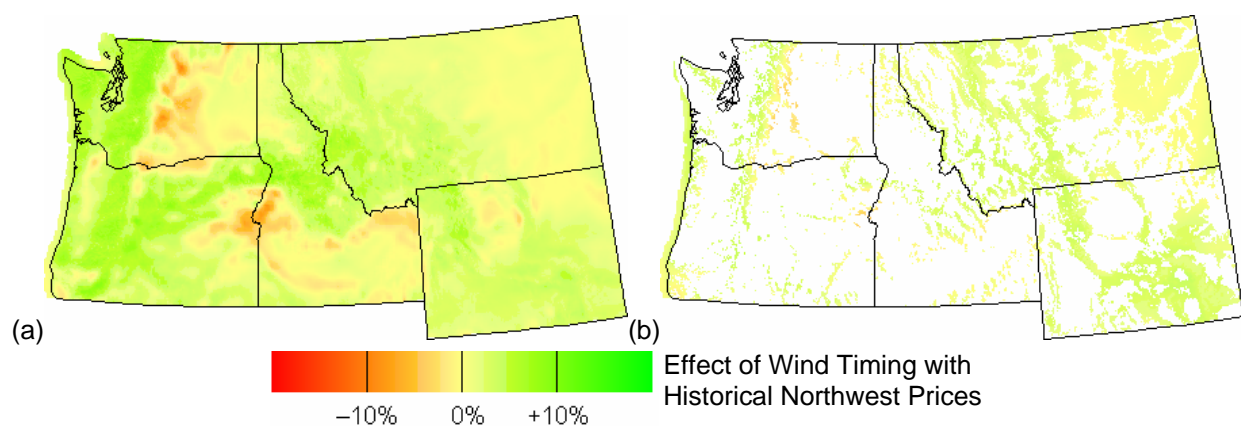 (a)
(b)
Effect of Wind Timing with
Historical Northwest Prices
–10%
0%
+10%